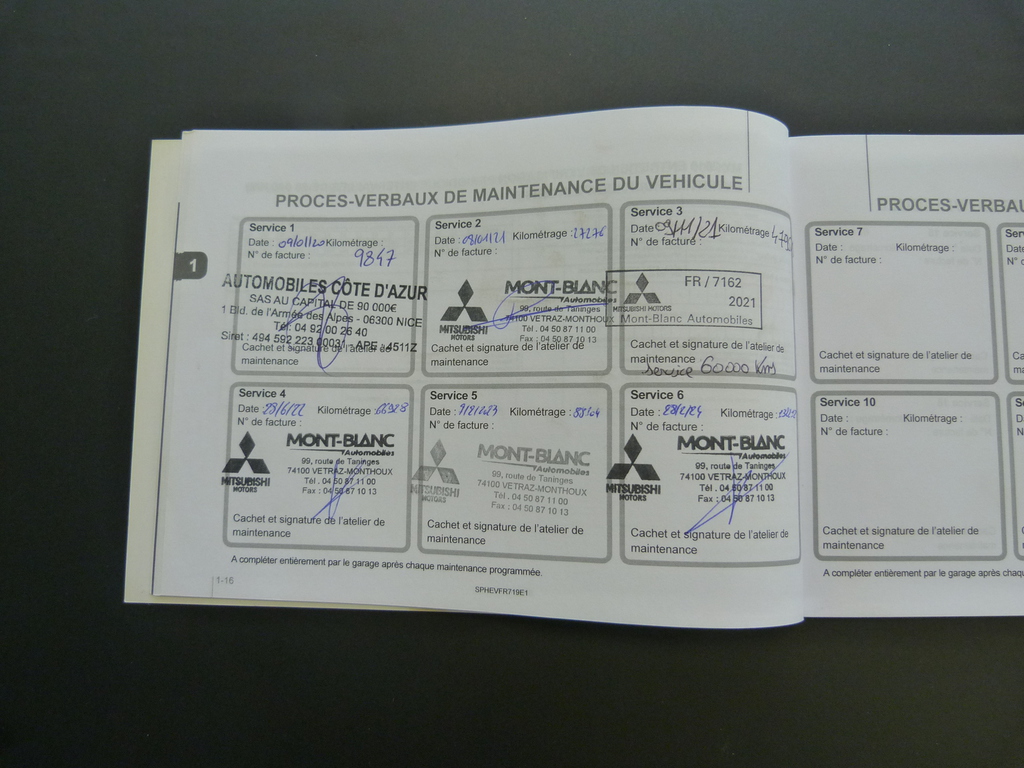 PROCES-VERBAUX DE MAINTENANCE DU VEHICULE
1
Service 1
Date : 09/01/20 Kilométrage :
9847
N° de facture :
AUTOMOBILES CÔTE D'AZUR
SAS AU CAPITAL DE 90 000€
1 Bld. de l'Armée des Alpes - 06300 NICE
Tél: 04 92 00 26 40
Siret : 494 592 223 00031 - APE : 4511Z
Cachet et signature de l'atelier de
maintenance
Service 2
Date : 08/01/21 Kilométrage : 27276
N° de facture :
MITSUBISHI
MOTORS
MONT-BLANC
Automobiles
99, route de Taninges
74100 VETRAZ-MONTHOUX
Tél . 04 50 87 11 00
Fax : 04 50 87 10 13
Cachet et signature de l'atelier de
maintenance
Service 3
Date 03/11/21 Kilométrage
N° de facture :
FR / 7162
2021
MITSUBISHI MOTORS
Mont-Blanc Automobiles
Cachet et signature de l'atelier de
maintenance
Service 60000 Kms
Service 4
Date : 29/6/22 Kilométrage :
N° de facture :
MITSUBISHI
MOTORS
MONT-BLANC
Automobiles
99, route de Taninges
74100 VETRAZ-MONTHOUX
Tél . 04 50 87 11 00
Fax : 04 50 87 10 13
Cachet et signature de l'atelier de
maintenance
Service 5
Date : Kilométrage :
N° de facture :
MITSUBISHI
MOTORS
MONT-BLANC
Automobiles
99, route de Taninges
74100 VETRAZ-MONTHOUX
Tél . 04 50 87 11 00
Fax : 04 50 87 10 13
Cachet et signature de l'atelier de
maintenance
Service 6
Date : 28/2/24 Kilométrage :
N° de facture :
MITSUBISHI
MOTORS
MONT-BLANC
Automobiles
99, route de Taninges
74100 VETRAZ-MONTHOUX
Tél . 04 50 87 11 00
Fax : 04 50 87 10 13
Cachet et signature de l'atelier de
maintenance
A compléter entièrement par le garage après chaque maintenance programmée.
1-16
SPHEVFR719E1
PROCES-VERBAU
Service 7
Date : Kilométrage :
N° de facture :
Cachet et signature de l'atelier de
maintenance
Service 10
Date : Kilométrage :
N° de facture :
Cachet et signature de l'atelier de
maintenance
A compléter entièrement par le garage après chaqu